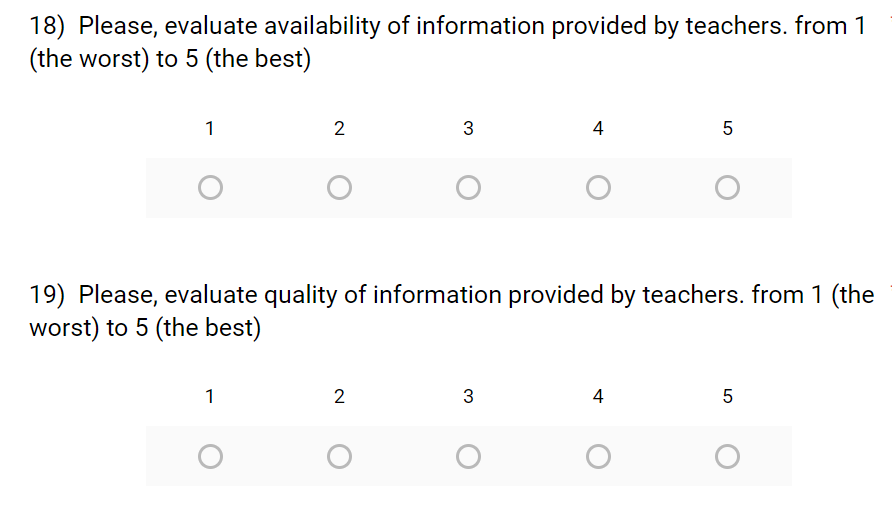 18) Please, evaluate availability of information provided by teachers. from 1
(the worst) to 5 (the best)
1 2 3 4 5
19) Please, evaluate quality of information provided by teachers. from 1 (the
worst) to 5 (the best)
1 2 3 4 5